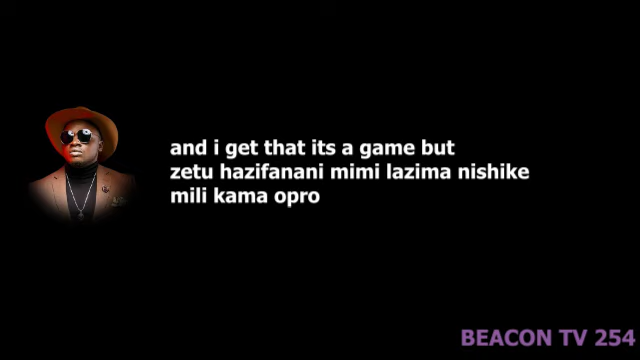 and i get that its a game but
zetu hazifanani mimi lazima nishike
mili kama opro
BEACON TV 254